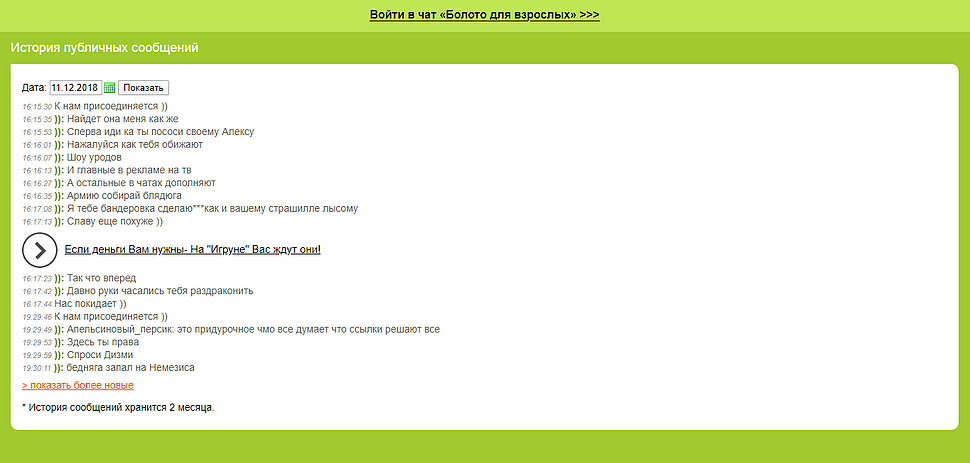 Войти в чат «Болото для взрослых» >>>
История публичных сообщений
Дата: 11.12.2018 Показать
16:15:30 К нам присоединяется ))
16:15:35 )): Найдет она меня как же
16:15:53 )): Сперва иди ка ты пососи своему Алексу
16:16:01 )): Нажалуйся как тебя обижают
16:16:07 )): Шоу уродов
16:16:13 )): И главные в рекламе на тв
16:16:27 )): А остальные в чатах дополняют
16:16:35 )): Армию собирай блядюга
16:17:08 )): Я тебе бандеровка сделаю***как и вашему страшилле лысому
16:17:13 )): Славу еще похуже ))
Если деньги Вам нужны- На "Игруне" Вас ждут они!
16:17:23 )): Так что вперед
16:17:42 )): Давно руки часались тебя раздраконить
16:17:44 Нас покидает ))
19:29:46 К нам присоединяется ))
19:29:49 )): Апельсиновый_персик: это придурочное чмо все думает что ссылки решают все
19:29:53 )): Здесь ты права
19:29:59 )): Спроси Дизми
19:30:11 )): бедняга запал на Немезиса
> показать более новые
* История сообщений хранится 2 месяца.